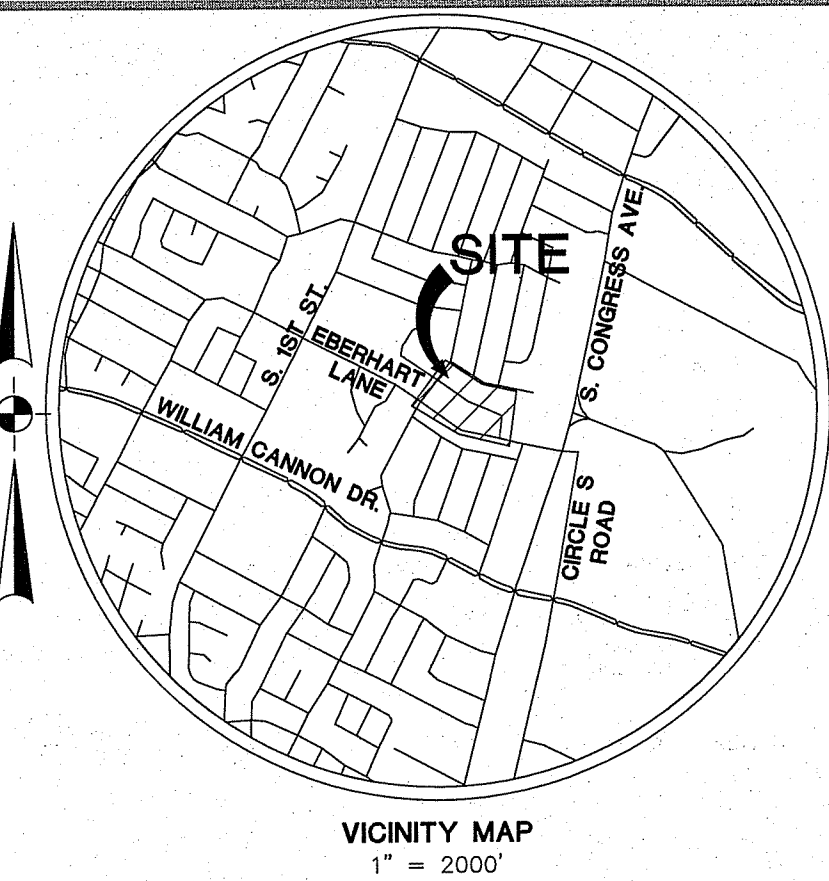 SITE
S. CONGRESS AVE.
S. 1ST ST.
EBERHART
LANE
WILLIAM CANNON DR.
CIRCLE S
ROAD
VICINITY MAP
1" = 2000'